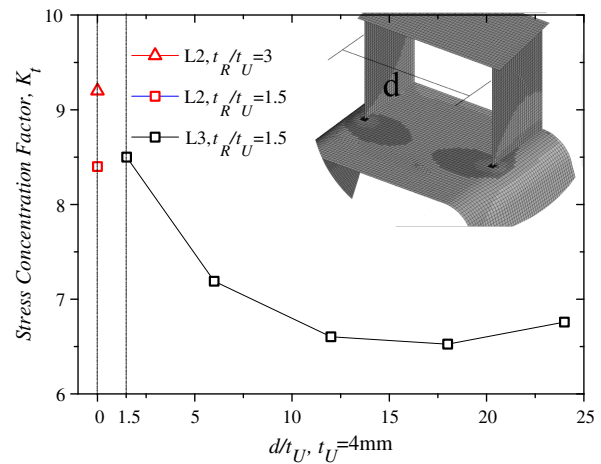 10
9
8
7
6
Stress Concentration Factor, K_t
L2, t_R/t_U=3
L2, t_R/t_U=1.5
L3, t_R/t_U=1.5
d
0 1.5 5 10 15 20 25
d/t_U, t_U=4mm